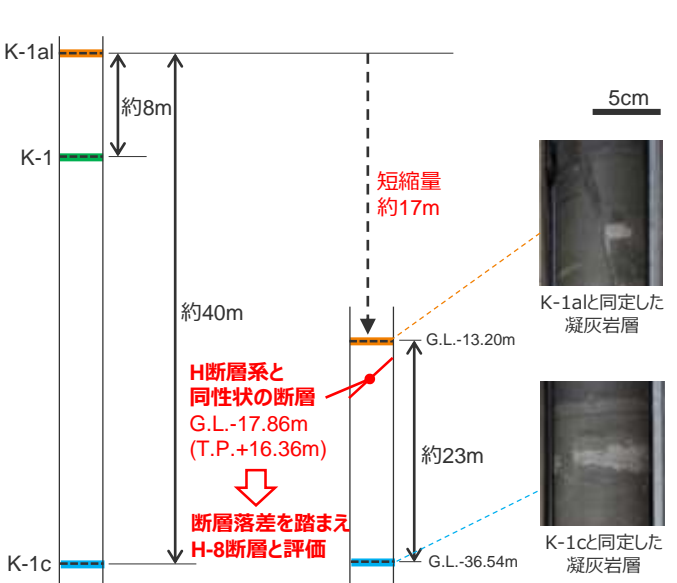 K-1al
約8m
K-1
約40m
K-1c
短縮量
約17m
H断層系と
同性状の断層
G.L.-17.86m
(T.P.+16.36m)
断層落差を踏まえ
H-8断層と評価
G.L.-13.20m
約23m
G.L.-36.54m
5cm
K-1alと同定した
凝灰岩層
K-1cと同定した
凝灰岩層